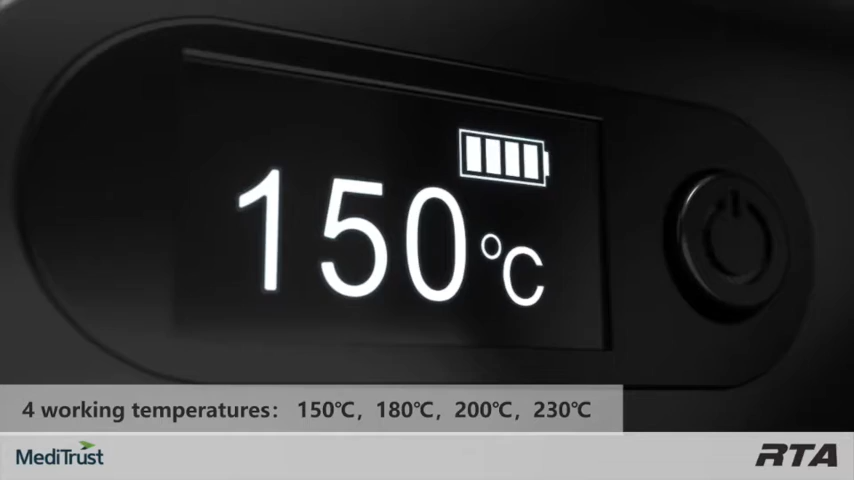 150°C
4 working temperatures： 150℃，180℃，200℃，230℃
MediTrust
RTA